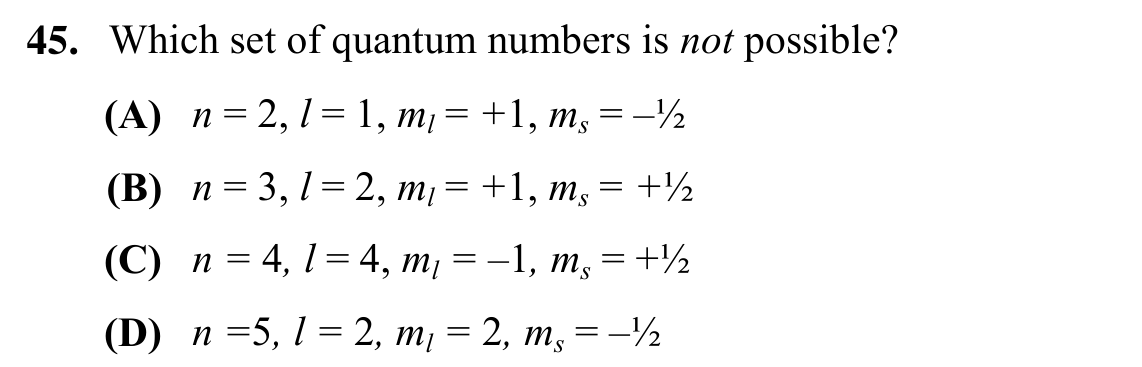 45. Which set of quantum numbers is not possible?
(A) n = 2, l = 1, mₗ = +1, mₛ = –½
(B) n = 3, l = 2, mₗ = +1, mₛ = +½
(C) n = 4, l = 4, mₗ = –1, mₛ = +½
(D) n =5, l = 2, mₗ = 2, mₛ = –½